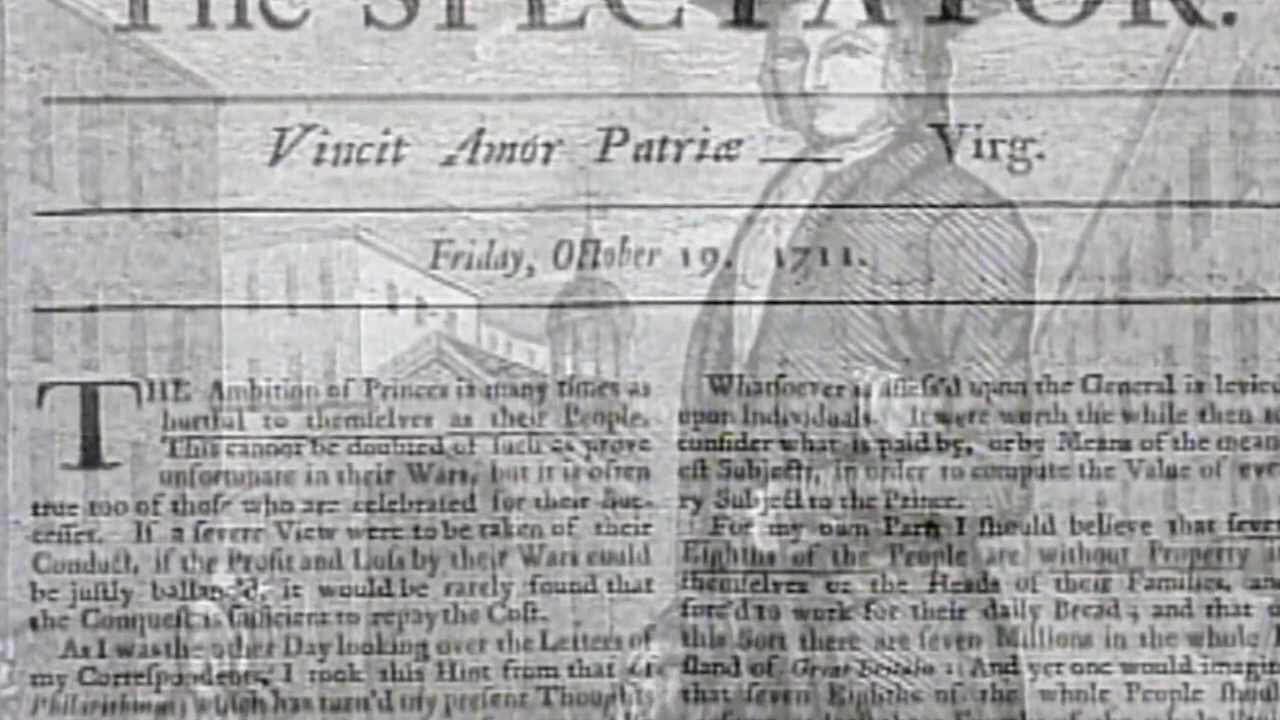 The SPECTATOR.
Vincit Amor Patriæ — Virg.
Friday, October 19. 1711.
THE Ambition of Princes is many times as
hurtful to themselves as their People.
This cannot be doubted of such as prove
unfortunate in their Wars, but it is often
true too of those who are celebrated for their Suc-
cesses. If a severe View were to be taken of their
Conduct, if the Profit and Loss by their Wars could
be justly ballanc'd, it would be rarely found that
the Conquest is sufficient to repay the Cost.
As I was the other Day looking over the Letters of
my Correspondents, I took this Hint from that of
Philarithmus; which has turn'd my present Thoughts
Whatsoever is assess'd upon the General is levied
upon Individuals. It were worth the while then to
consider what is paid by, or by Means of the mean-
est Subjects, in order to compute the Value of eve-
ry Subject to the Prince.
For my own Part, I should believe that seven
Eighths of the People are without Property in
themselves or the Heads of their Families, and
forc'd to work for their daily Bread; and that of
this Sort there are seven Millions in the whole I-
sland of Great Britain: And yet one would imagine
that seven Eighths of the whole People should